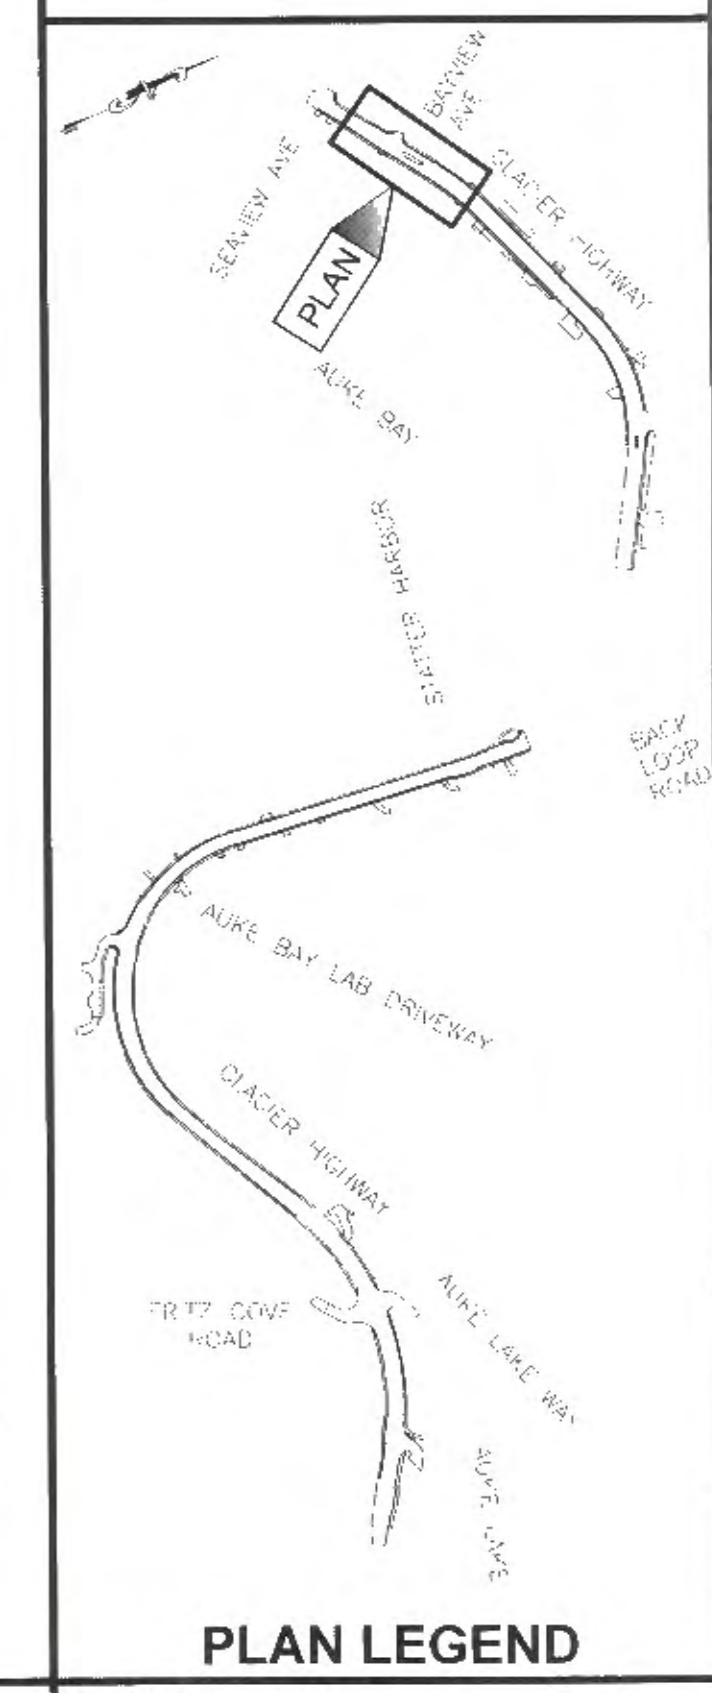 BAYVIEW
AVE
SEAVIEW AVE
GLACIER HIGHWAY
PLAN
AUKE BAY
STATTER HARBOR
BACK
LOOP
ROAD
AUKE BAY LAB DRIVEWAY
GLACIER HIGHWAY
FRITZ COVE
ROAD
AUKE LAKE WAY
AUKE LAKE
PLAN LEGEND